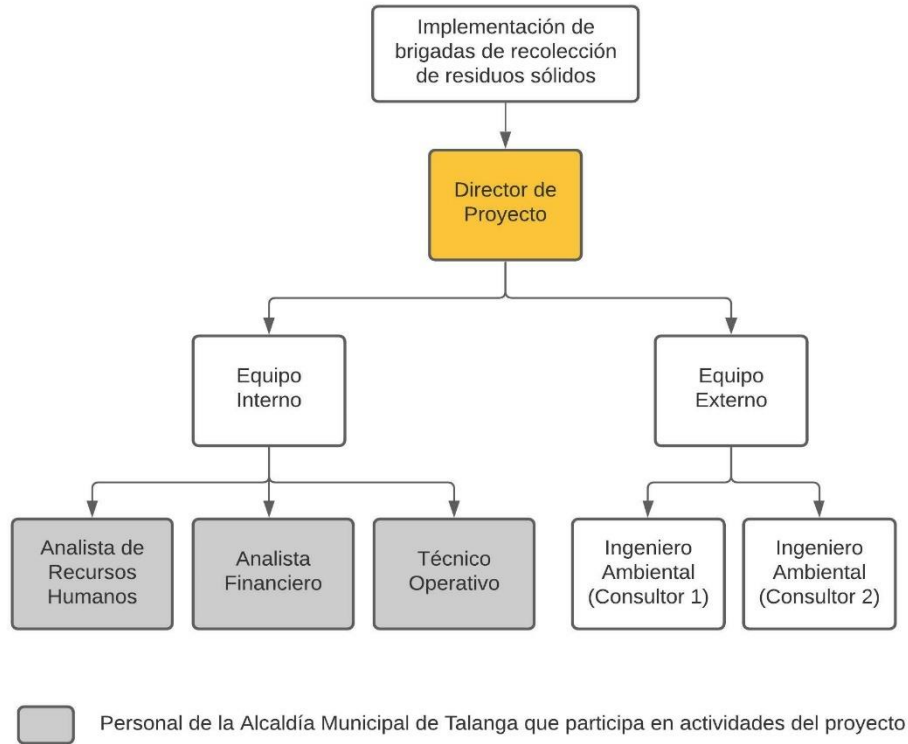 Implementación de
brigadas de recolección
de residuos sólidos
Director de
Proyecto
Equipo
Interno
Equipo
Externo
Analista de
Recursos
Humanos
Analista
Financiero
Técnico
Operativo
Ingeniero
Ambiental
(Consultor 1)
Ingeniero
Ambiental
(Consultor 2)
Personal de la Alcaldía Municipal de Talanga que participa en actividades del proyecto